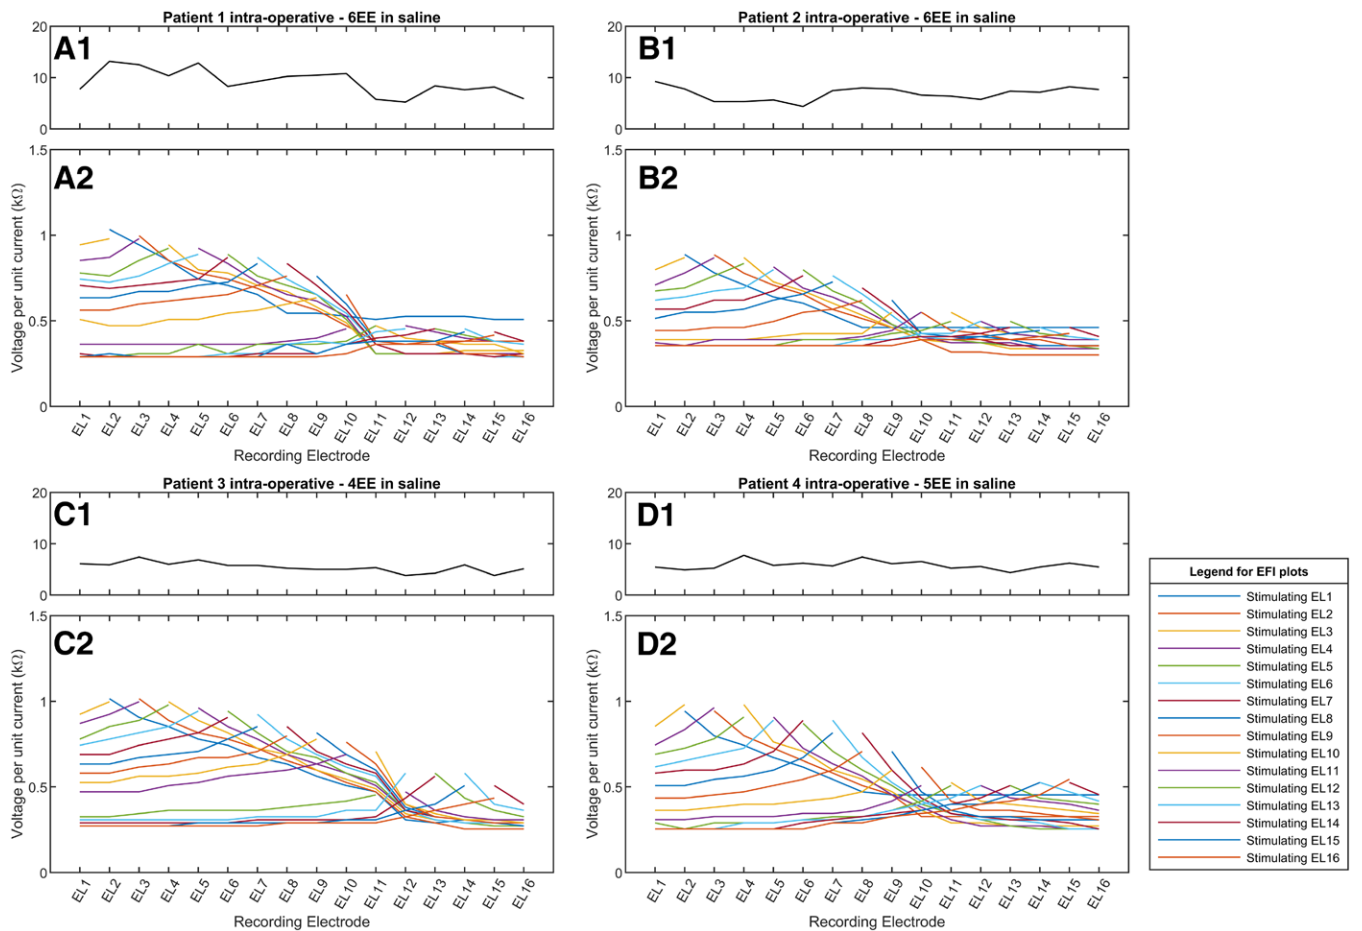 Patient 1 intra-operative - 6EE in saline
20
10
0
A1
1.5
1
0.5
0
A2
Voltage per unit current (kΩ)
EL1 EL2 EL3 EL4 EL5 EL6 EL7 EL8 EL9 EL10 EL11 EL12 EL13 EL14 EL15 EL16
Recording Electrode
Patient 2 intra-operative - 6EE in saline
20
10
0
B1
1.5
1
0.5
0
B2
Voltage per unit current (kΩ)
EL1 EL2 EL3 EL4 EL5 EL6 EL7 EL8 EL9 EL10 EL11 EL12 EL13 EL14 EL15 EL16
Recording Electrode
Patient 3 intra-operative - 4EE in saline
20
10
0
C1
1.5
1
0.5
0
C2
Voltage per unit current (kΩ)
EL1 EL2 EL3 EL4 EL5 EL6 EL7 EL8 EL9 EL10 EL11 EL12 EL13 EL14 EL15 EL16
Recording Electrode
Patient 4 intra-operative - 5EE in saline
20
10
0
D1
1.5
1
0.5
0
D2
Voltage per unit current (kΩ)
EL1 EL2 EL3 EL4 EL5 EL6 EL7 EL8 EL9 EL10 EL11 EL12 EL13 EL14 EL15 EL16
Recording Electrode
Legend for EFI plots
Stimulating EL1
Stimulating EL2
Stimulating EL3
Stimulating EL4
Stimulating EL5
Stimulating EL6
Stimulating EL7
Stimulating EL8
Stimulating EL9
Stimulating EL10
Stimulating EL11
Stimulating EL12
Stimulating EL13
Stimulating EL14
Stimulating EL15
Stimulating EL16